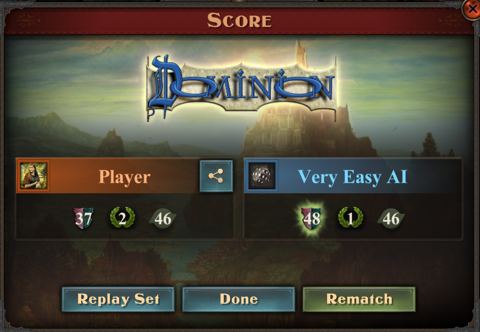 Score
Dominion
Player
Very Easy AI
37 2 46
48 1 46
Replay Set
Done
Rematch